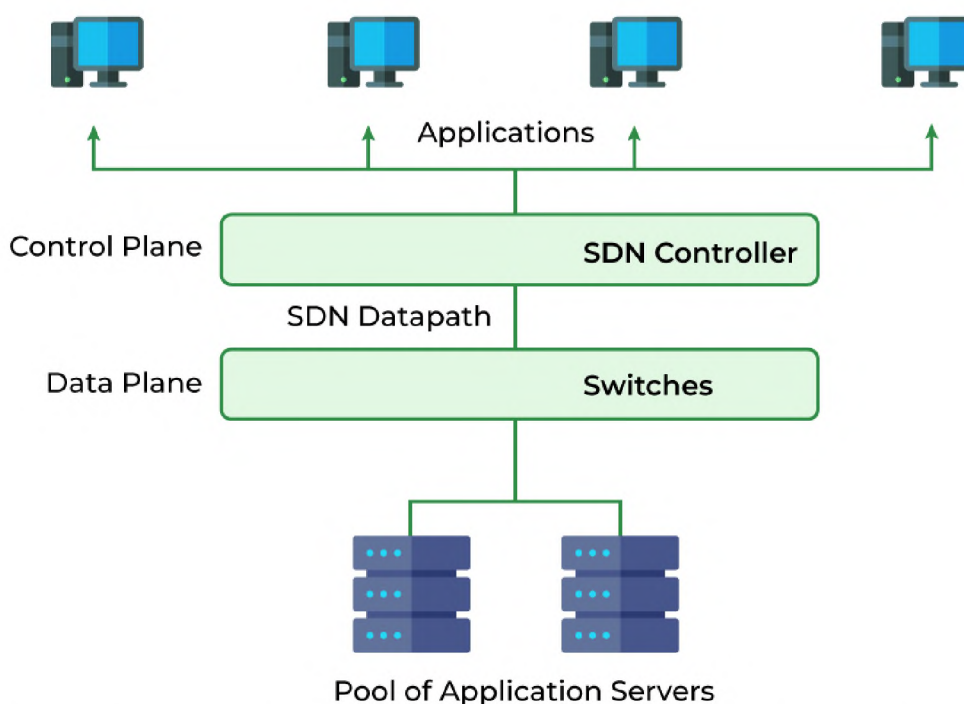 Applications
Control Plane
SDN Controller
SDN Datapath
Data Plane
Switches
Pool of Application Servers